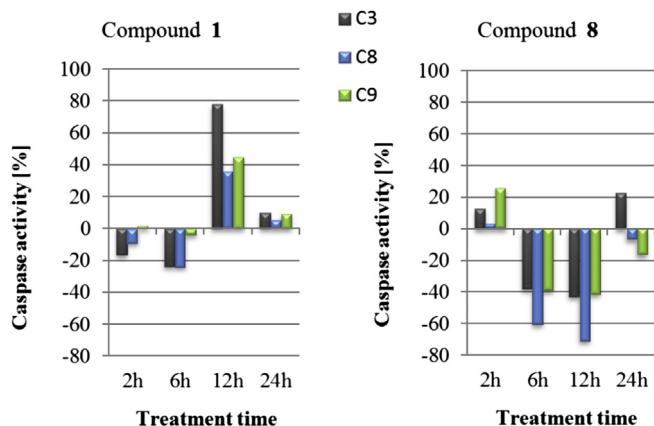 Compound 1
C3
C8
C9
Compound 8
Caspase activity [%]
100
80
60
40
20
0
-20
-40
-60
-80
2h 6h 12h 24h
Treatment time
Caspase activity [%]
100
80
60
40
20
0
-20
-40
-60
-80
2h 6h 12h 24h
Treatment time